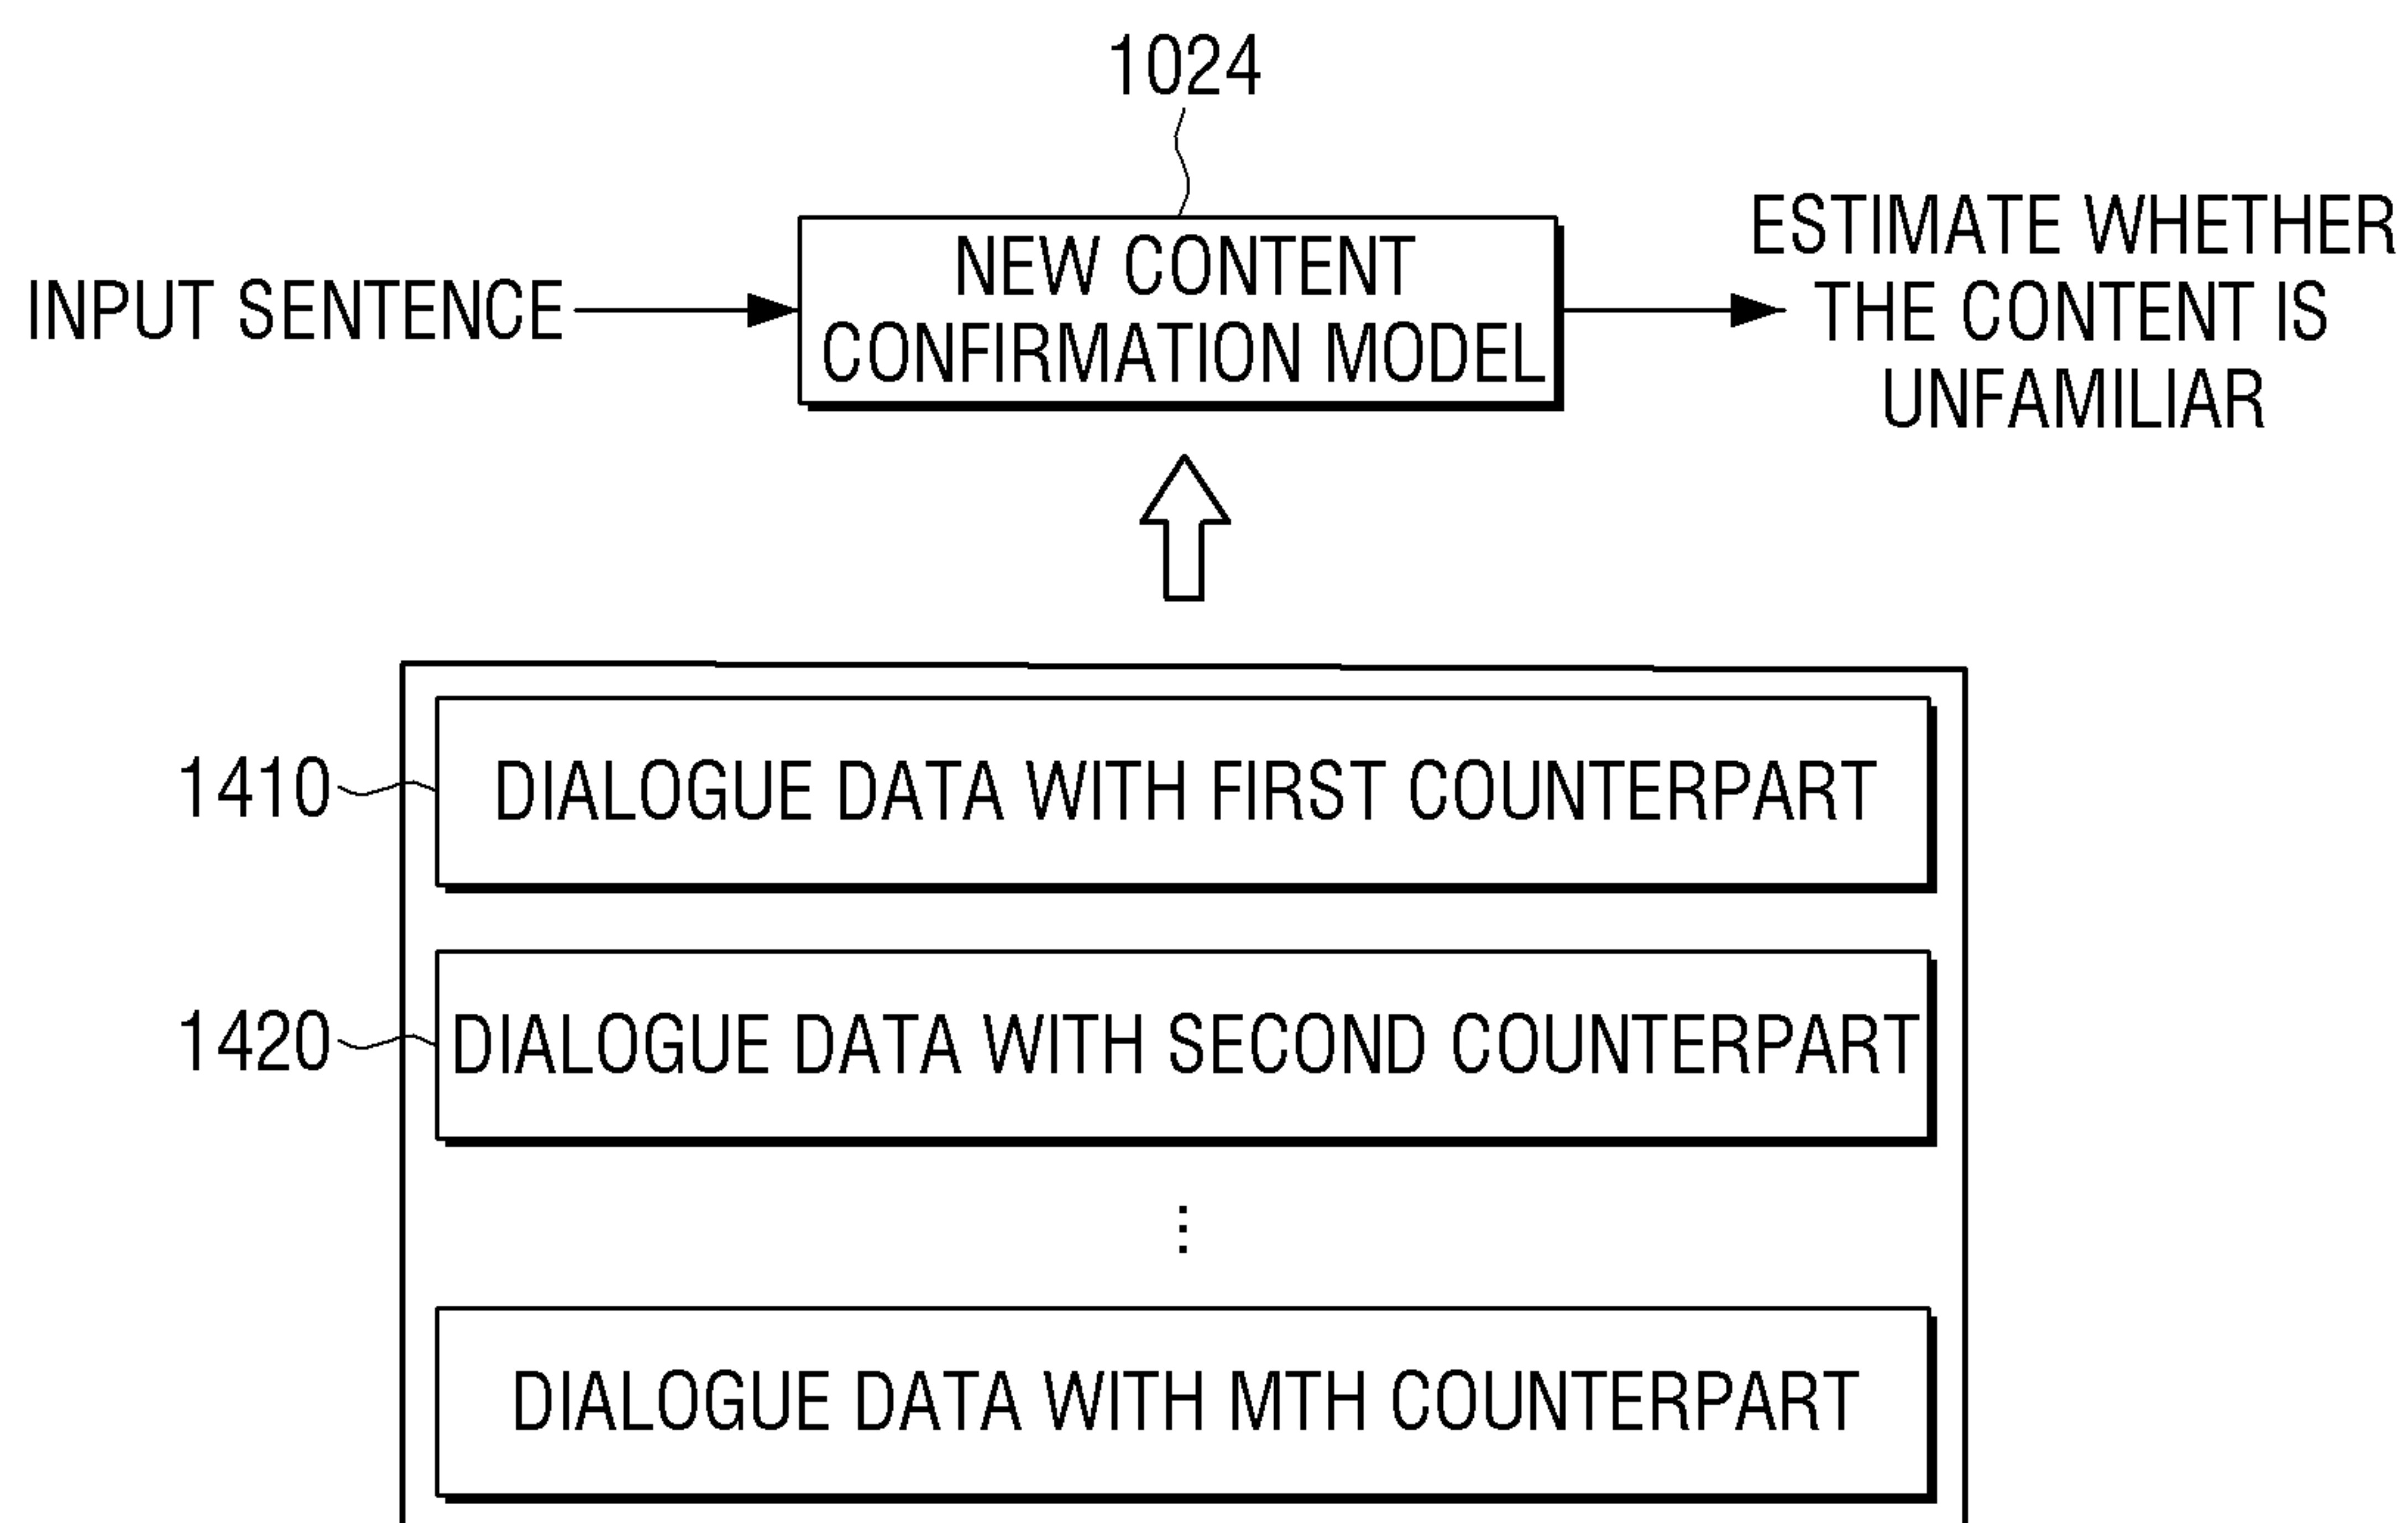 1024
NEW CONTENT
CONFIRMATION MODEL
INPUT SENTENCE
ESTIMATE WHETHER
THE CONTENT IS
UNFAMILIAR
1410
DIALOGUE DATA WITH FIRST COUNTERPART
1420
DIALOGUE DATA WITH SECOND COUNTERPART
⋮
DIALOGUE DATA WITH MTH COUNTERPART